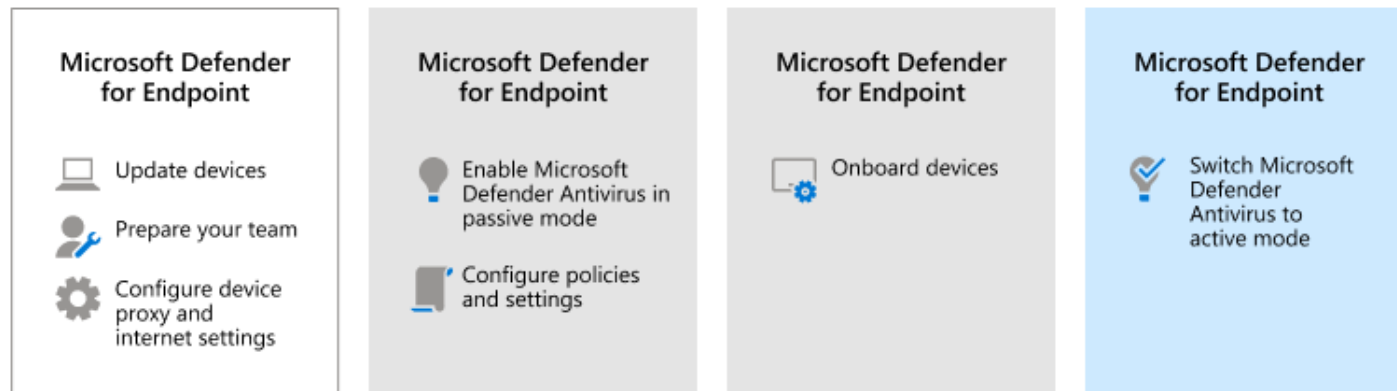 Microsoft Defender
for Endpoint
Update devices
Prepare your team
Configure device
proxy and
internet settings
Microsoft Defender
for Endpoint
Enable Microsoft
Defender Antivirus in
passive mode
Configure policies
and settings
Microsoft Defender
for Endpoint
Onboard devices
Microsoft Defender
for Endpoint
Switch Microsoft
Defender
Antivirus to
active mode